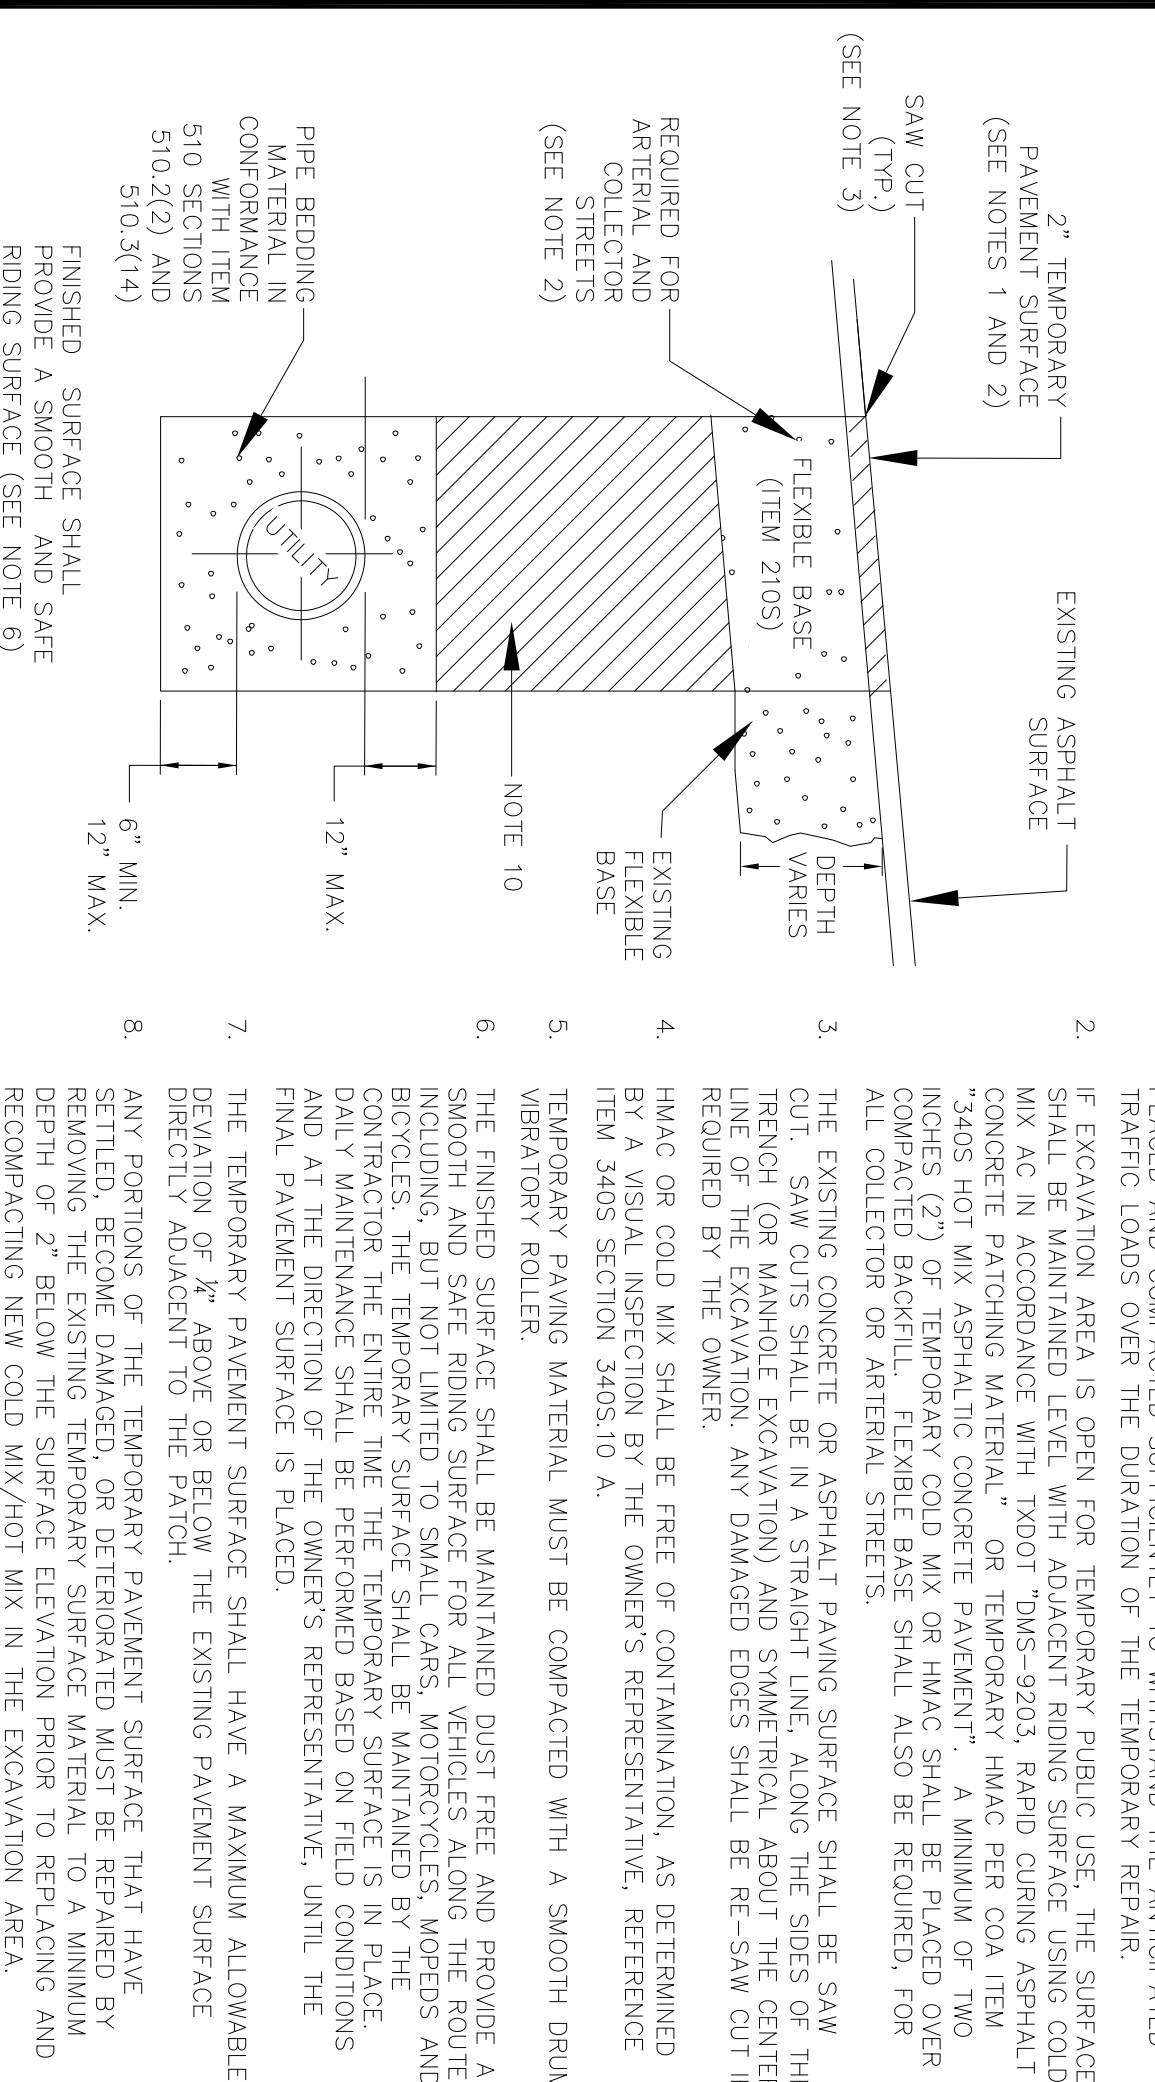 2" TEMPORARY
PAVEMENT SURFACE
(SEE NOTES 1 AND 2)
SAW CUT
(TYP.)
(SEE NOTE 3)
REQUIRED FOR
ARTERIAL AND
COLLECTOR
STREETS
(SEE NOTE 2)
PIPE BEDDING
MATERIAL IN
CONFORMANCE
WITH ITEM
510 SECTIONS
510.2(2) AND
510.3(14)
FINISHED SURFACE SHALL
PROVIDE A SMOOTH AND SAFE
RIDING SURFACE (SEE NOTE 6)
FLEXIBLE BASE
(ITEM 210S)
UTILITY
EXISTING ASPHALT
SURFACE
DEPTH
VARIES
EXISTING
FLEXIBLE
BASE
NOTE 10
12" MAX.
6" MIN.
12" MAX.
TRAFFIC LOADS OVER THE DURATION OF THE TEMPORARY REPAIR.
2. IF EXCAVATION AREA IS OPEN FOR TEMPORARY PUBLIC USE, THE SURFACE
SHALL BE MAINTAINED LEVEL WITH ADJACENT RIDING SURFACE USING COLD
MIX AC IN ACCORDANCE WITH TXDOT "DMS-9203, RAPID CURING ASPHALT
CONCRETE PATCHING MATERIAL" OR TEMPORARY HMAC PER COA ITEM
"340S HOT MIX ASPHALTIC CONCRETE PAVEMENT". A MINIMUM OF TWO
INCHES (2") OF TEMPORARY COLD MIX OR HMAC SHALL BE PLACED OVER
COMPACTED BACKFILL. FLEXIBLE BASE SHALL ALSO BE REQUIRED, FOR
ALL COLLECTOR OR ARTERIAL STREETS.
3. THE EXISTING CONCRETE OR ASPHALT PAVING SURFACE SHALL BE SAW
CUT. SAW CUTS SHALL BE IN A STRAIGHT LINE, ALONG THE SIDES OF THE
TRENCH (OR MANHOLE EXCAVATION) AND SYMMETRICAL ABOUT THE CENTER
LINE OF THE EXCAVATION. ANY DAMAGED EDGES SHALL BE RE-SAW CUT IF
REQUIRED BY THE OWNER.
4. HMAC OR COLD MIX SHALL BE FREE OF CONTAMINATION, AS DETERMINED
BY A VISUAL INSPECTION BY THE OWNER'S REPRESENTATIVE, REFERENCE
ITEM 340S SECTION 340S.10 A.
5. TEMPORARY PAVING MATERIAL MUST BE COMPACTED WITH A SMOOTH DRUM
VIBRATORY ROLLER.
6. THE FINISHED SURFACE SHALL BE MAINTAINED DUST FREE AND PROVIDE A
SMOOTH AND SAFE RIDING SURFACE FOR ALL VEHICLES ALONG THE ROUTE
INCLUDING, BUT NOT LIMITED TO SMALL CARS, MOTORCYCLES, MOPEDS AND
BICYCLES. THE TEMPORARY SURFACE SHALL BE MAINTAINED BY THE
CONTRACTOR THE ENTIRE TIME THE TEMPORARY SURFACE IS IN PLACE.
DAILY MAINTENANCE SHALL BE PERFORMED BASED ON FIELD CONDITIONS
AND AT THE DIRECTION OF THE OWNER'S REPRESENTATIVE, UNTIL THE
FINAL PAVEMENT SURFACE IS PLACED.
7. THE TEMPORARY PAVEMENT SURFACE SHALL HAVE A MAXIMUM ALLOWABLE
DEVIATION OF ¼" ABOVE OR BELOW THE EXISTING PAVEMENT SURFACE
DIRECTLY ADJACENT TO THE PATCH.
8. ANY PORTIONS OF THE TEMPORARY PAVEMENT SURFACE THAT HAVE
SETTLED, BECOME DAMAGED, OR DETERIORATED MUST BE REPAIRED BY
REMOVING THE EXISTING TEMPORARY SURFACE MATERIAL TO A MINIMUM
DEPTH OF 2" BELOW THE SURFACE ELEVATION PRIOR TO REPLACING AND
RECOMPACTING NEW COLD MIX/HOT MIX IN THE EXCAVATION AREA.